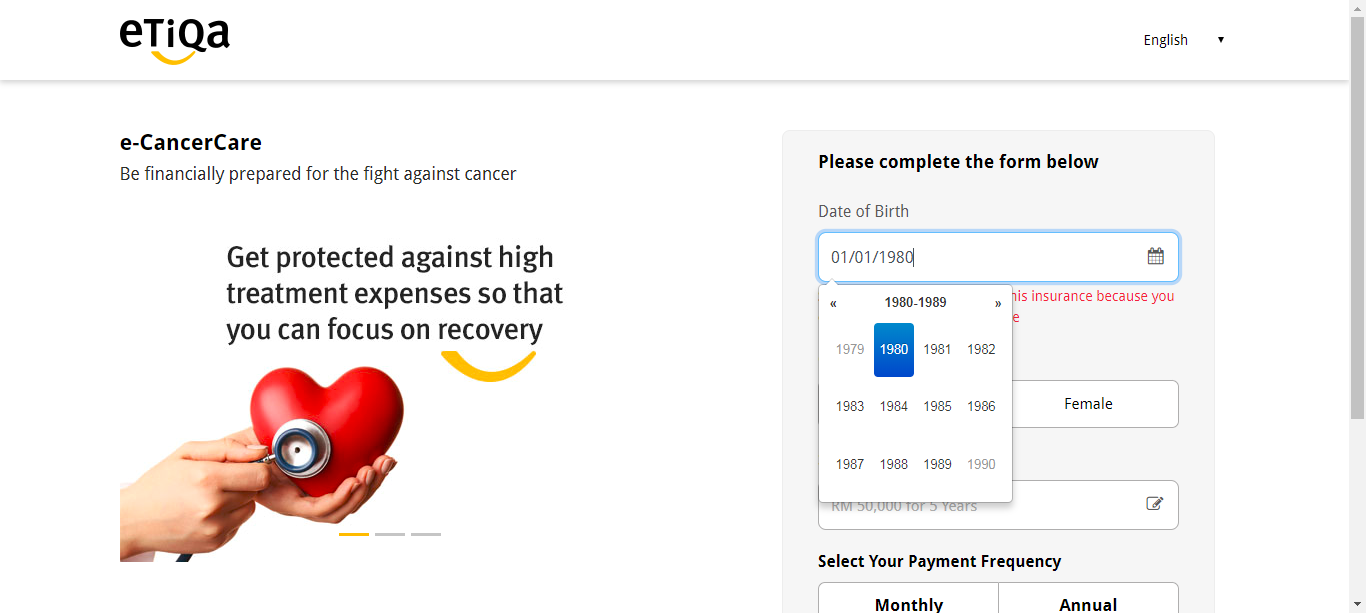 eTiQa
English
e-CancerCare
Be financially prepared for the fight against cancer
Get protected against high
treatment expenses so that
you can focus on recovery
Please complete the form below
Date of Birth
01/01/1980
insurance because you
« 1980-1989 »
1979 1980 1981 1982
1983 1984 1985 1986
1987 1988 1989 1990
Female
RM 50,000 for 5 Years
Select Your Payment Frequency
Monthly Annual